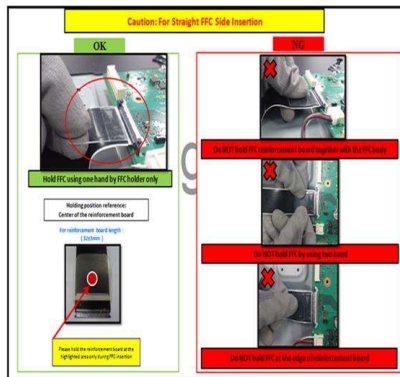 Caution: For Straight FFC Side Insertion
OK
NG
Hold FFC using one hand by FFC holder only
Do NOT hold FFC reinforcement board together with the FFC body
Holding position reference:
Center of the reinforcement board
For reinforcement board length :
Do NOT hold FFC by using two hand
Please hold the reinforcement board at the
highlighted area only during FFC insertion
Do NOT hold FFC at the edge of reinforcement board